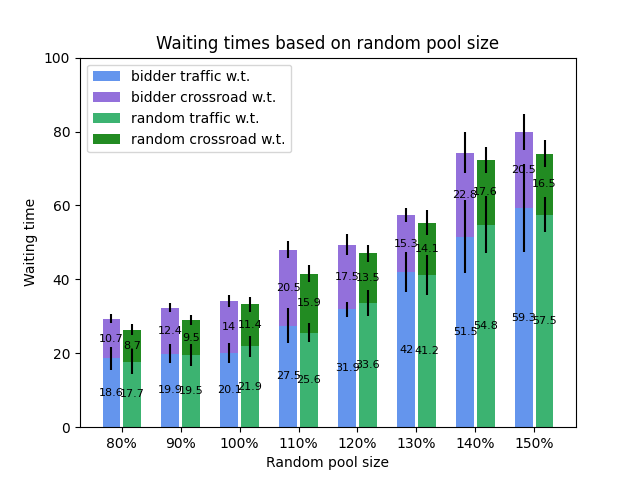 Waiting times based on random pool size
100
80
60
40
20
0
Waiting time
bidder traffic w.t.
bidder crossroad w.t.
random traffic w.t.
random crossroad w.t.
10.7 8.7 12.4 9.5 14 11.4 20.5 15.9 17.5 13.5 15.3 14.1 22.8 17.6 20.5 16.5
18.6 17.7 19.9 19.5 20.1 21.9 27.5 25.6 31.9 33.6 42 41.2 51.5 54.8 59.3 57.5
80% 90% 100% 110% 120% 130% 140% 150%
Random pool size